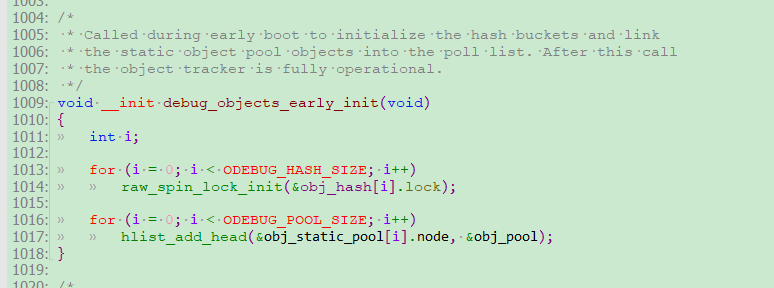 1003:
1004: /*
1005:  * Called during early boot to initialize the hash buckets and link
1006:  * the static object pool objects into the poll list. After this call
1007:  * the object tracker is fully operational.
1008:  */
1009: void __init debug_objects_early_init(void)
1010: {
1011: » int i;
1012:
1013: » for (i = 0; i < ODEBUG_HASH_SIZE; i++)
1014: » » raw_spin_lock_init(&obj_hash[i].lock);
1015:
1016: » for (i = 0; i < ODEBUG_POOL_SIZE; i++)
1017: » » hlist_add_head(&obj_static_pool[i].node, &obj_pool);
1018: }
1019:
1020: /*